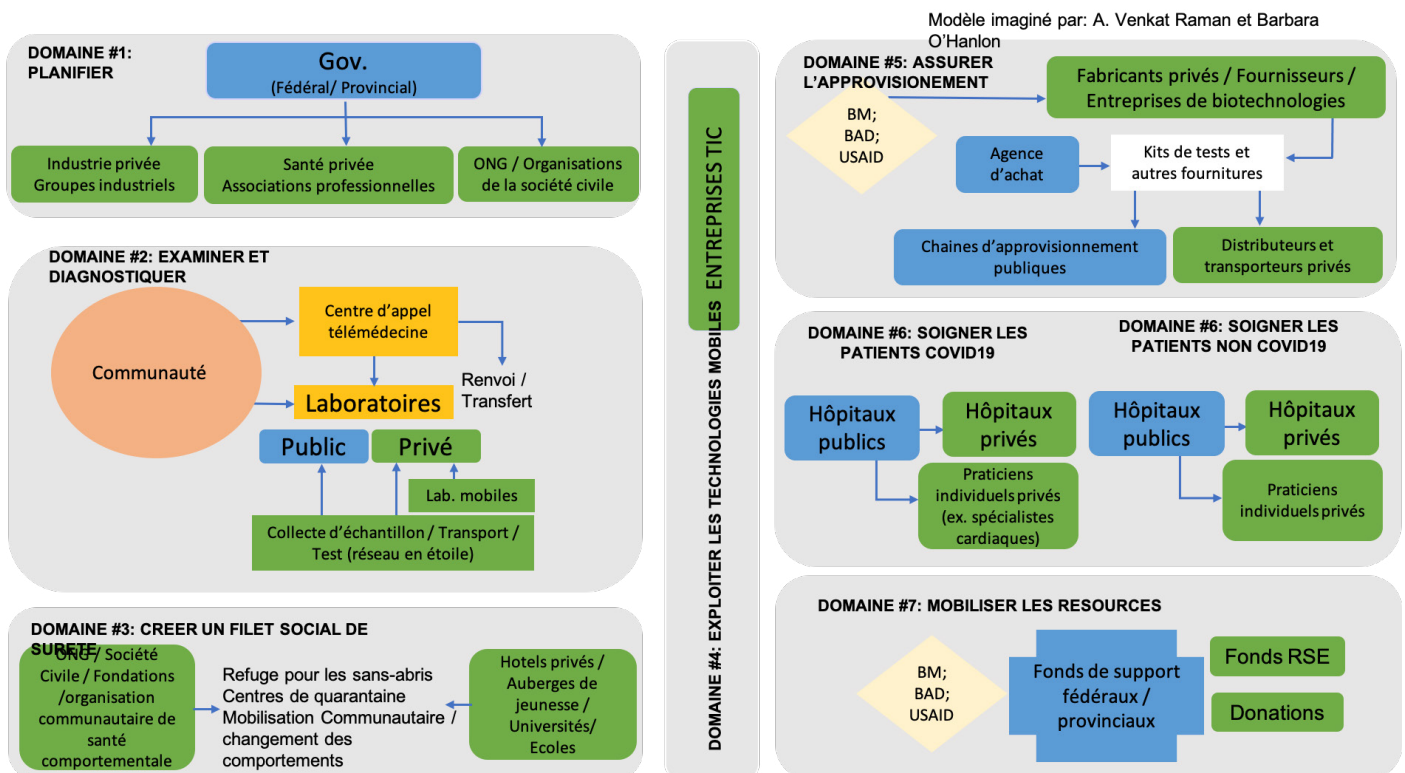 Modèle imaginé par: A. Venkat Raman et Barbara
O’Hanlon
DOMAINE #1:
PLANIFIER
Gov.
(Fédéral/ Provincial)
Industrie privée
Groupes industriels
Santé privée
Associations professionnelles
ONG / Organisations
de la société civile
DOMAINE #2: EXAMINER ET
DIAGNOSTIQUER
Communauté
Centre d’appel
télémédecine
Renvoi /
Transfert
Laboratoires
Public
Privé
Lab. mobiles
Collecte d’échantillon / Transport /
Test (réseau en étoile)
DOMAINE #3: CREER UN FILET SOCIAL DE
SURETE
ONG / Société
Civile / Fondations
/organisation
communautaire de
santé
comportementale
Refuge pour les sans-abris
Centres de quarantaine
Mobilisation Communautaire /
changement des
comportements
Hotels privés /
Auberges de
jeunesse /
Universités/
Ecoles
DOMAINE #4: EXPLOITER LES TECHNOLOGIES MOBILES
ENTREPRISES TIC
DOMAINE #5: ASSURER
L’APPROVISIONEMENT
BM;
BAD;
USAID
Fabricants privés / Fournisseurs /
Entreprises de biotechnologies
Agence
d’achat
Kits de tests et
autres fournitures
Chaines d’approvisionnement
publiques
Distributeurs et
transporteurs privés
DOMAINE #6: SOIGNER LES
PATIENTS COVID19
Hôpitaux
publics
Hôpitaux
privés
Praticiens
individuels privés
(ex. spécialistes
cardiaques)
DOMAINE #6: SOIGNER LES
PATIENTS NON COVID19
Hôpitaux
publics
Hôpitaux
privés
Praticiens
individuels privés
DOMAINE #7: MOBILISER LES RESOURCES
BM;
BAD;
USAID
Fonds de support
fédéraux /
provinciaux
Fonds RSE
Donations